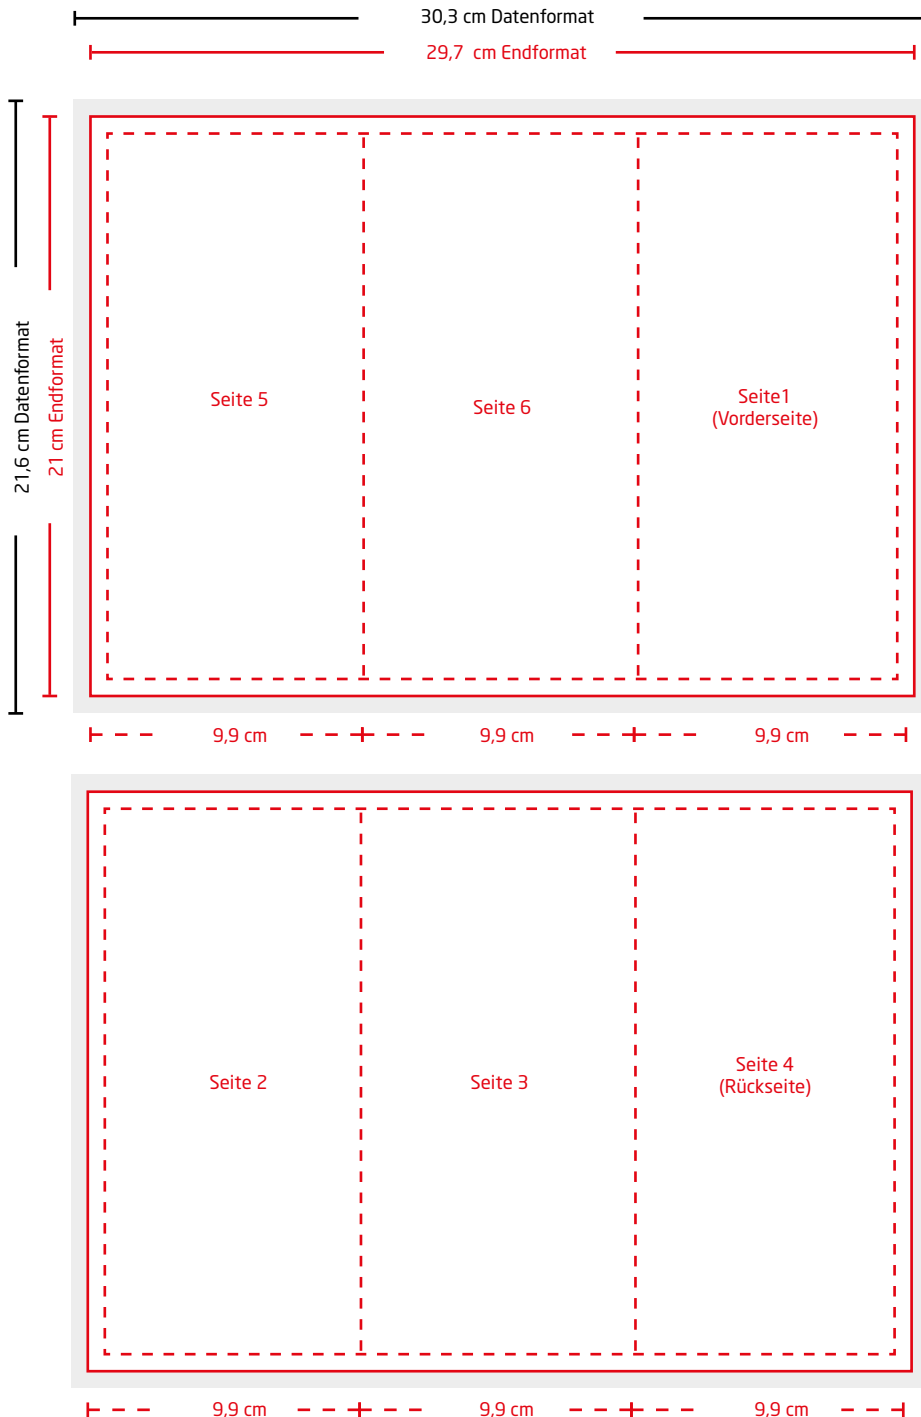 30,3 cm Datenformat
29,7 cm Endformat
21,6 cm Datenformat
21 cm Endformat
Seite 5
Seite 6
Seite1
(Vorderseite)
9,9 cm
9,9 cm
9,9 cm
Seite 2
Seite 3
Seite 4
(Rückseite)
9,9 cm
9,9 cm
9,9 cm